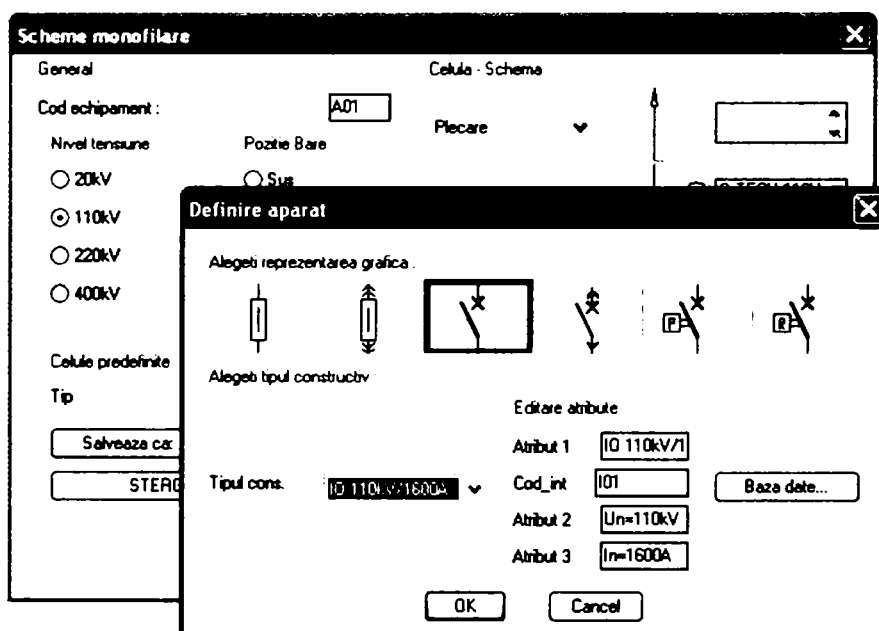 Scheme monofilare
General
Celula - Schema
Cod echipament :
A01
Plecare
Nivel tensiune
Pozitie Bare
20kV
Sus
110kV
220kV
400kV
Celule predefinite
Tip
Salveaza ca:
STERG
Definire aparat
Alegeti reprezentarea grafica :
P
R
Alegeti tipul constructiv
Editare atribute
Atribut 1
IO 110kV/1
Tipul cons.
IO 110kV/1600A
Cod_int
I01
Baza date...
Atribut 2
Un=110kV
Atribut 3
In=1600A
OK
Cancel